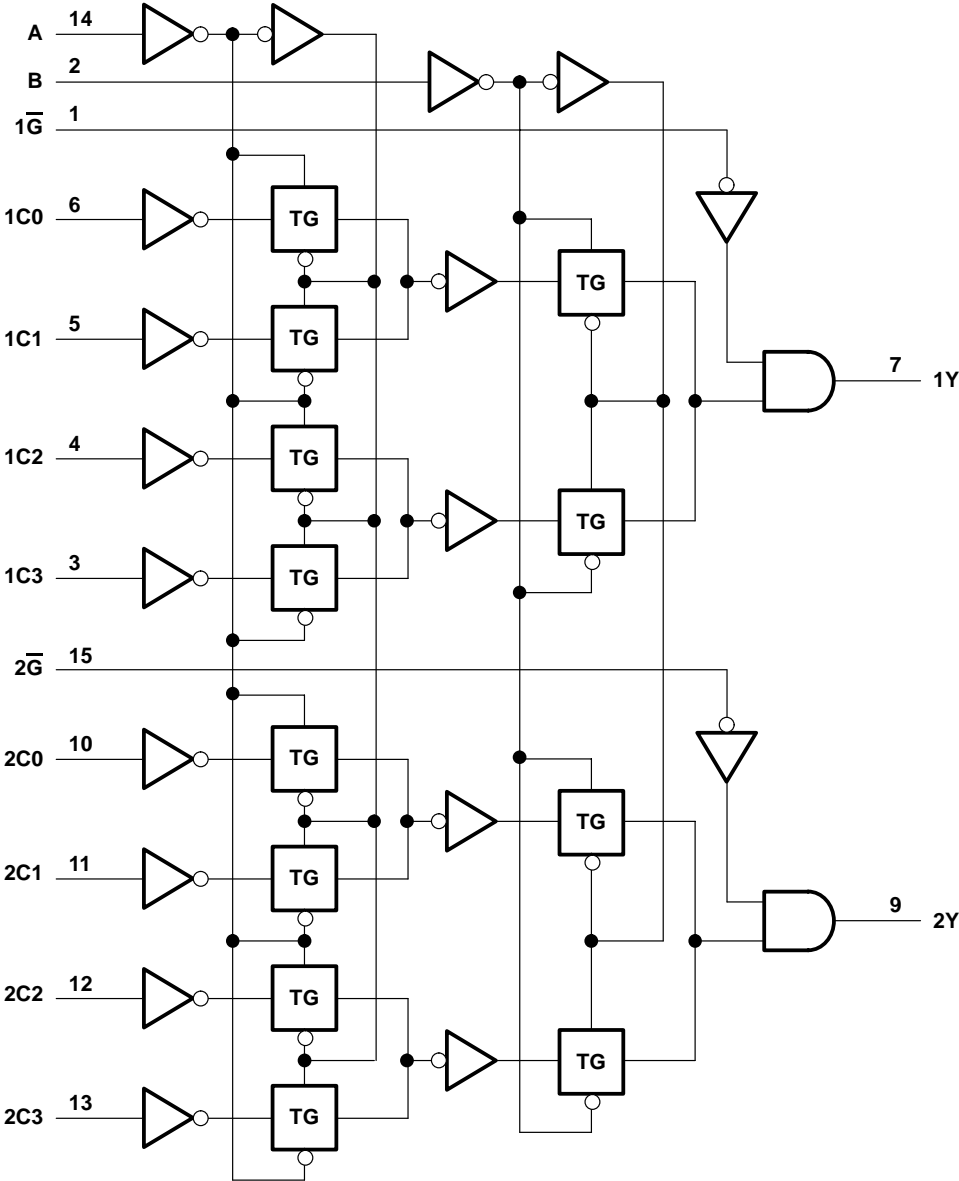 A 14
B 2
1G̅ 1
1C0 6 TG
TG
1C1 5 TG
7 1Y
1C2 4 TG
TG
1C3 3 TG
2G̅ 15
2C0 10 TG
TG
2C1 11 TG
9 2Y
2C2 12 TG
TG
2C3 13 TG